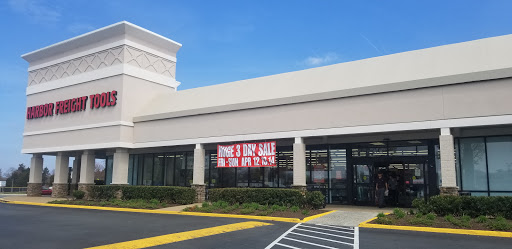 HARBOR FREIGHT TOOLS
HUGE 3 DAY SALE
FRI - SUN APR 12, 13, 14